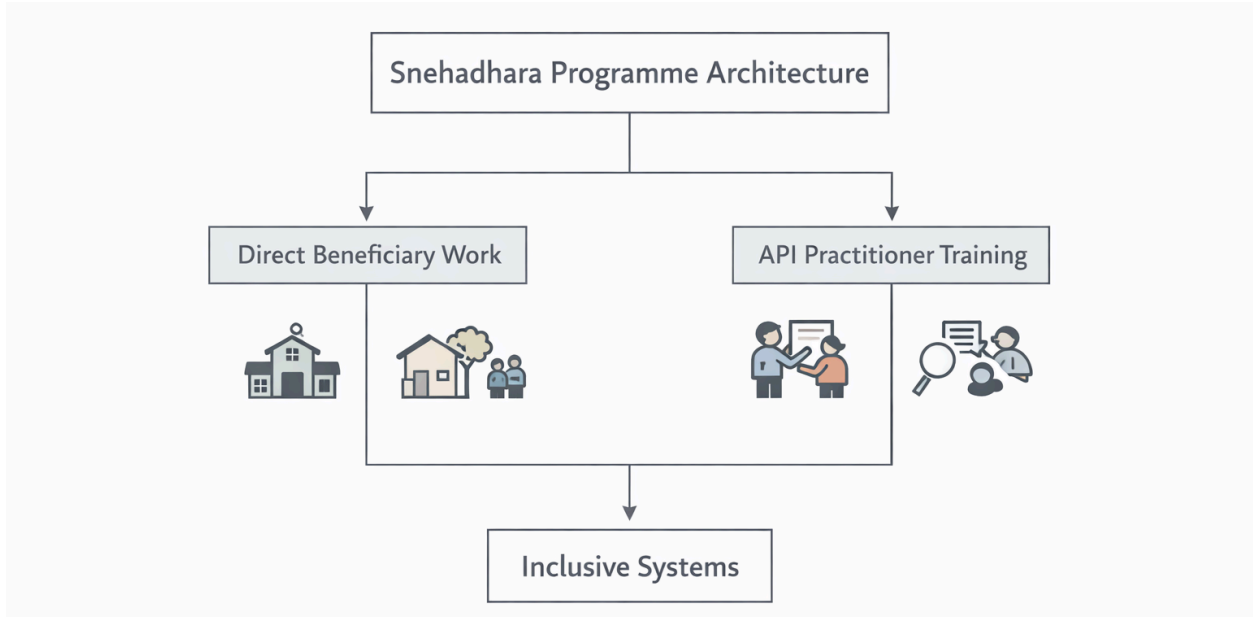 Snehadhara Programme Architecture
Direct Beneficiary Work
API Practitioner Training
Inclusive Systems